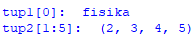 tup1[0]:  fisika
tup2[1:5]:  (2, 3, 4, 5)